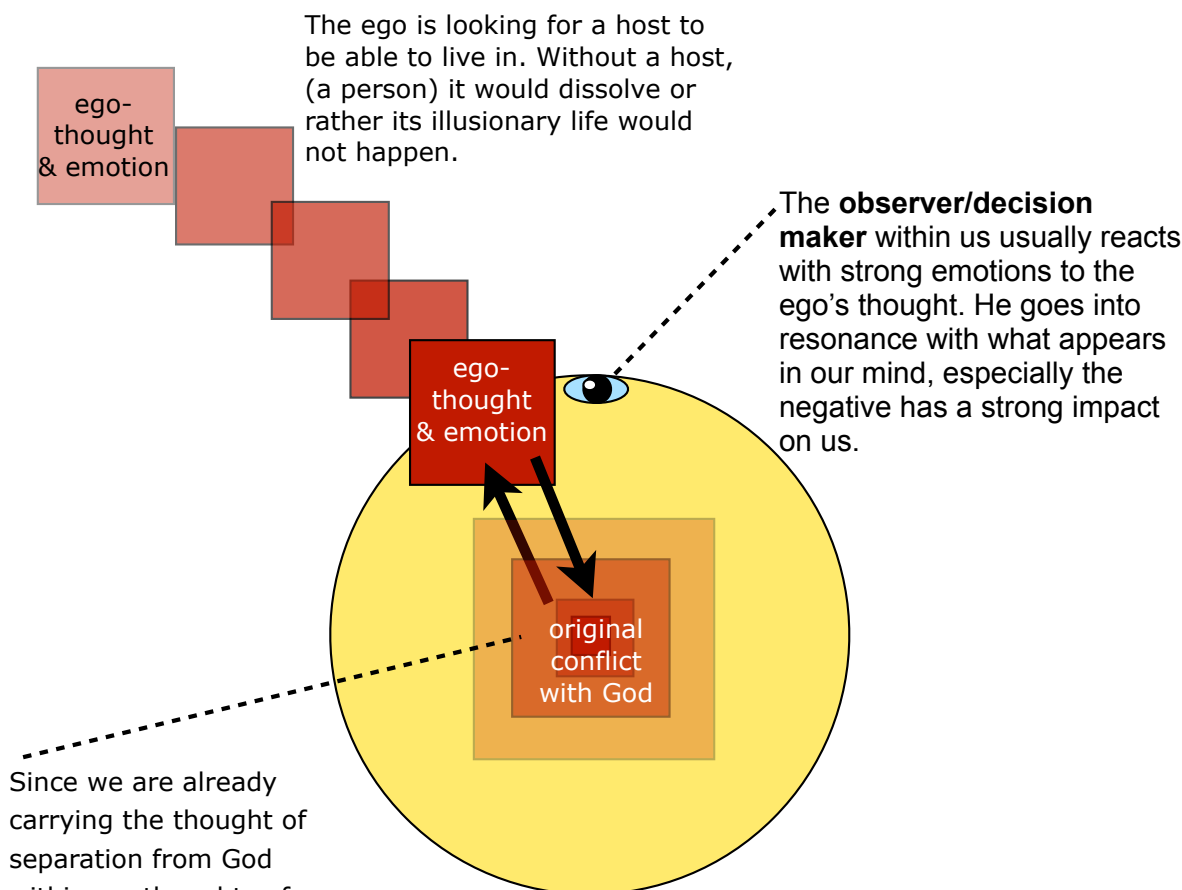 The ego is looking for a host to
be able to live in. Without a host,
(a person) it would dissolve or
rather its illusionary life would
not happen.
ego-
thought
& emotion
The observer/decision
maker within us usually reacts
with strong emotions to the
ego’s thought. He goes into
resonance with what appears
in our mind, especially the
negative has a strong impact
on us.
ego-
thought
& emotion
original
conflict
with God
Since we are already
carrying the thought of
separation from God